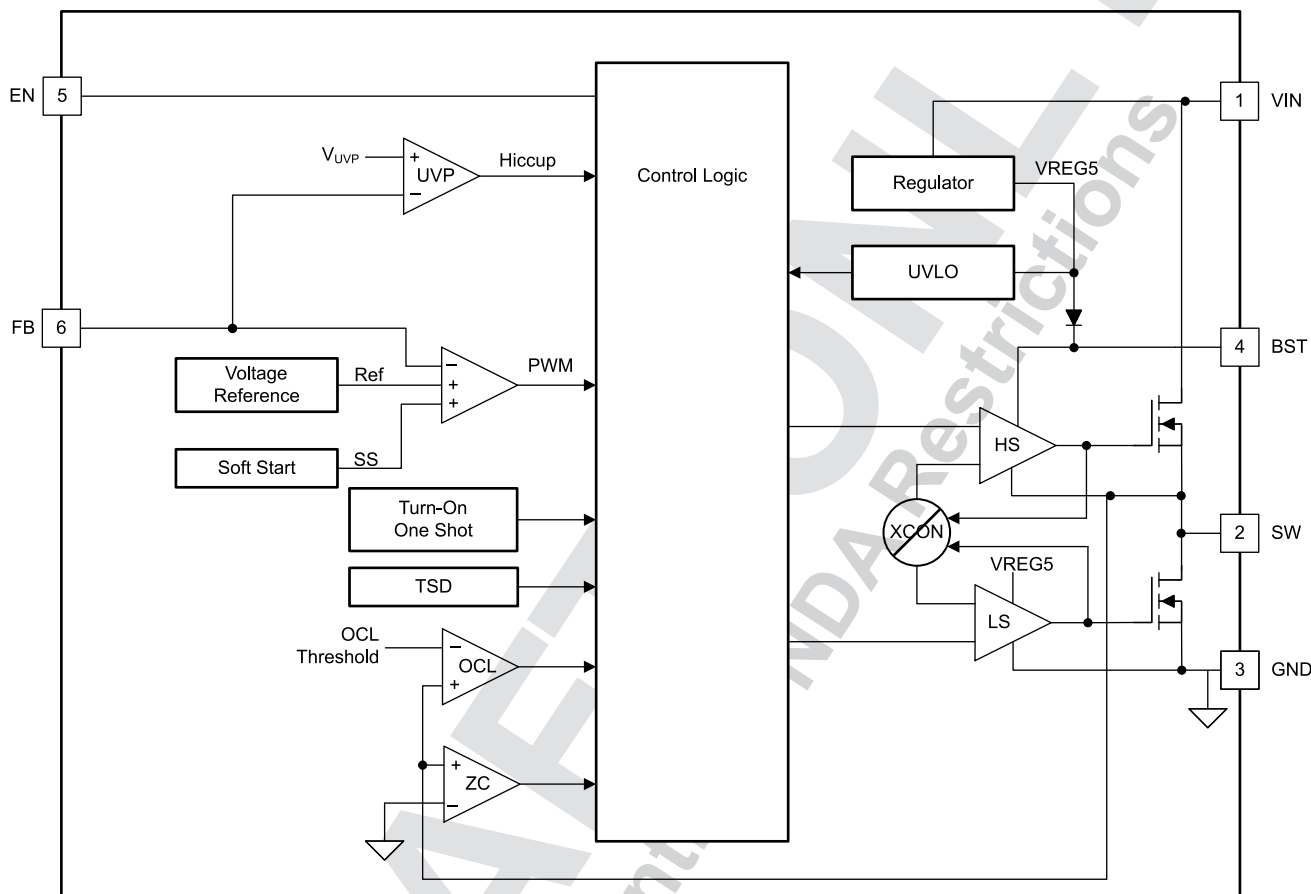 EN 5
1 VIN
VUVP
+
UVP
−
Hiccup
Control Logic
Regulator
VREG5
UVLO
FB 6
4 BST
Voltage
Reference
Ref
−
+
+
PWM
Soft Start
SS
HS
Turn-On
One Shot
XCON
2 SW
TSD
VREG5
LS
OCL
Threshold
−
OCL
+
3 GND
+
ZC
−
NDA Restrictions